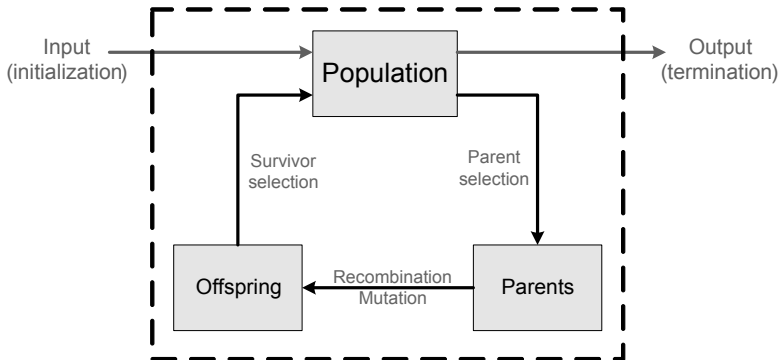 Input
(initialization)
Population
Output
(termination)
Survivor
selection
Parent
selection
Offspring
Recombination
Mutation
Parents